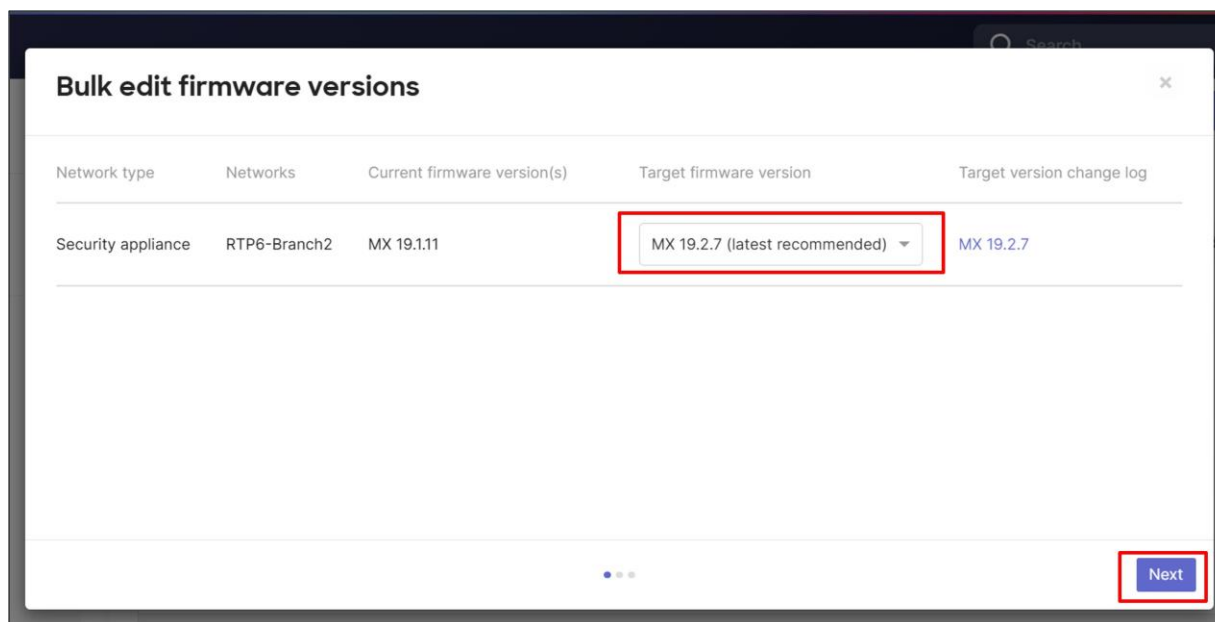 Search
Bulk edit firmware versions
Network type Networks Current firmware version(s) Target firmware version Target version change log
Security appliance RTP6-Branch2 MX 19.1.11 MX 19.2.7 (latest recommended) MX 19.2.7
Next